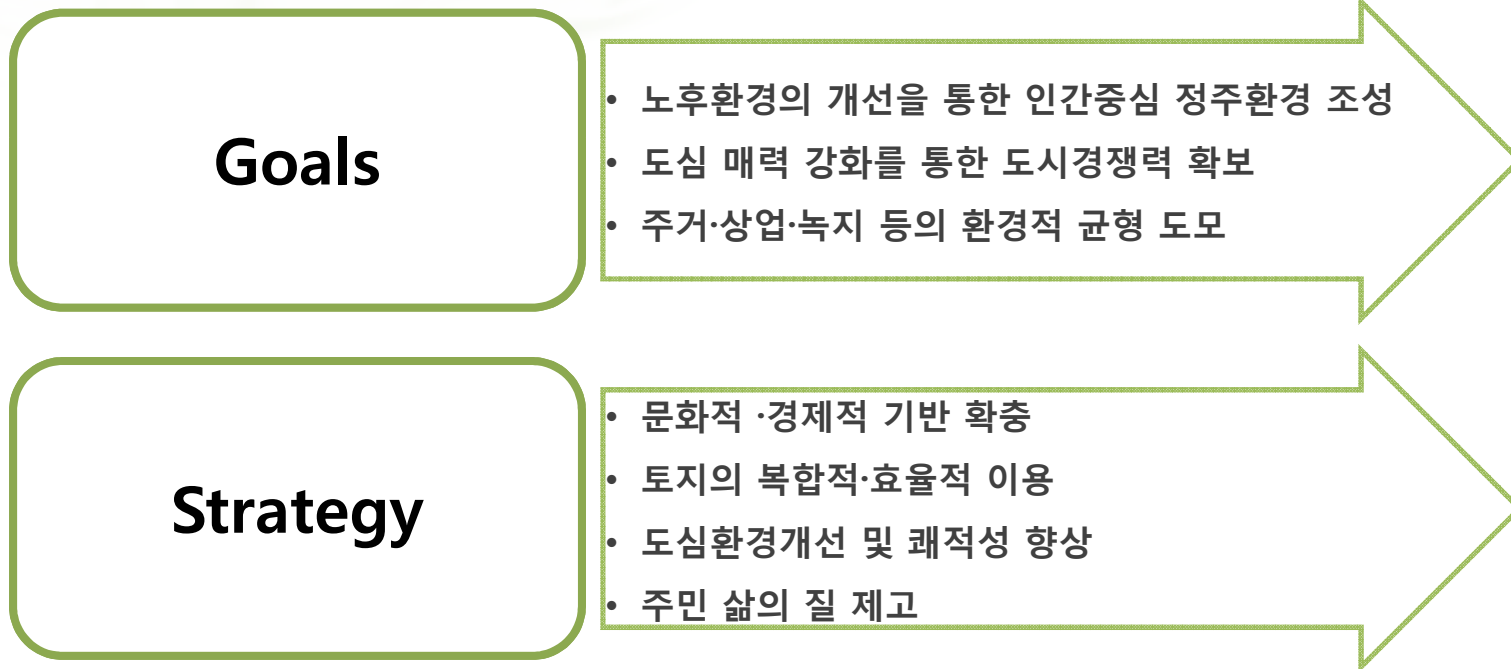 Goals
• 노후환경의 개선을 통한 인간중심 정주환경 조성
• 도심 매력 강화를 통한 도시경쟁력 확보
• 주거·상업·녹지 등의 환경적 균형 도모
Strategy
• 문화적 ·경제적 기반 확충
• 토지의 복합적·효율적 이용
• 도심환경개선 및 쾌적성 향상
• 주민 삶의 질 제고